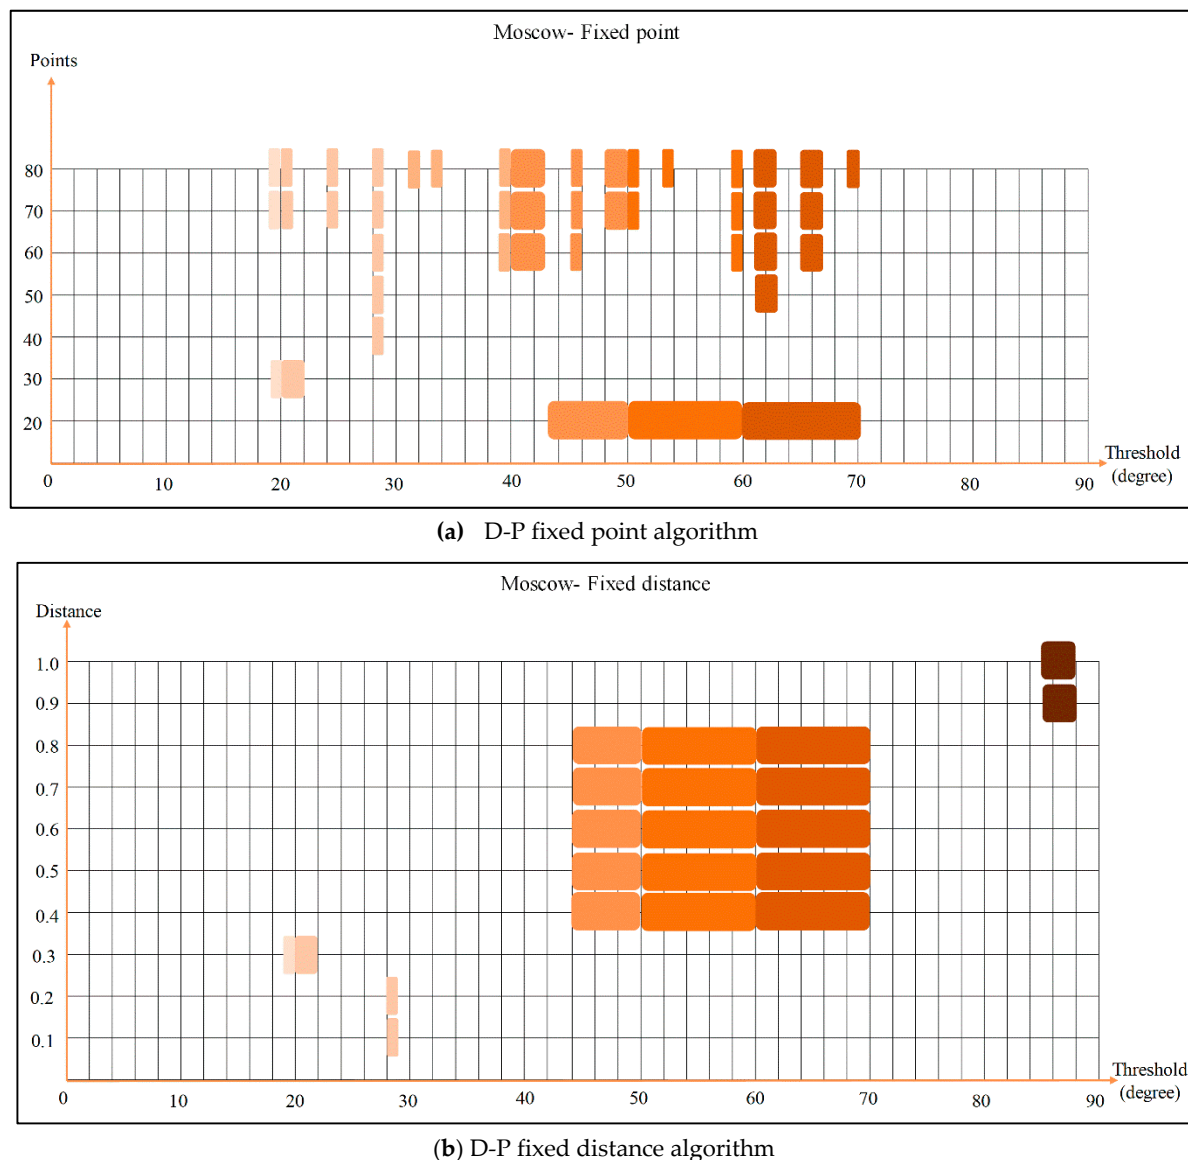 Moscow- Fixed point
Points
80
70
60
50
40
30
20
0 10 20 30 40 50 60 70 80 90
Threshold
(degree)
(a) D-P fixed point algorithm
Moscow- Fixed distance
Distance
1.0
0.9
0.8
0.7
0.6
0.5
0.4
0.3
0.2
0.1
0 10 20 30 40 50 60 70 80 90
Threshold
(degree)
(b) D-P fixed distance algorithm